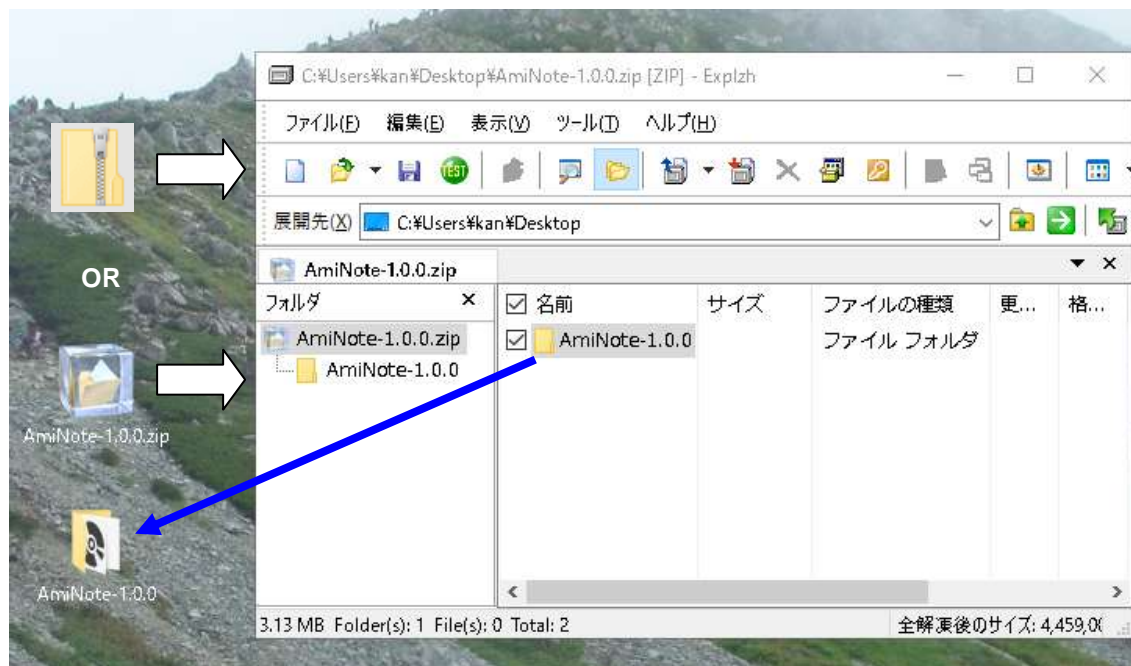 C:¥Users¥kan¥Desktop¥AmiNote-1.0.0.zip [ZIP] - Explzh
ファイル(F) 編集(E) 表示(V) ツール(T) ヘルプ(H)
TEST
展開先(X) C:¥Users¥kan¥Desktop
OR
AmiNote-1.0.0.zip
フォルダ
名前 サイズ ファイルの種類 更... 格...
AmiNote-1.0.0.zip
AmiNote-1.0.0 ファイル フォルダ
AmiNote-1.0.0
AmiNote-1.0.0.zip
AmiNote-1.0.0
3.13 MB Folder(s): 1 File(s): 0 Total: 2
全解凍後のサイズ: 4,459,0